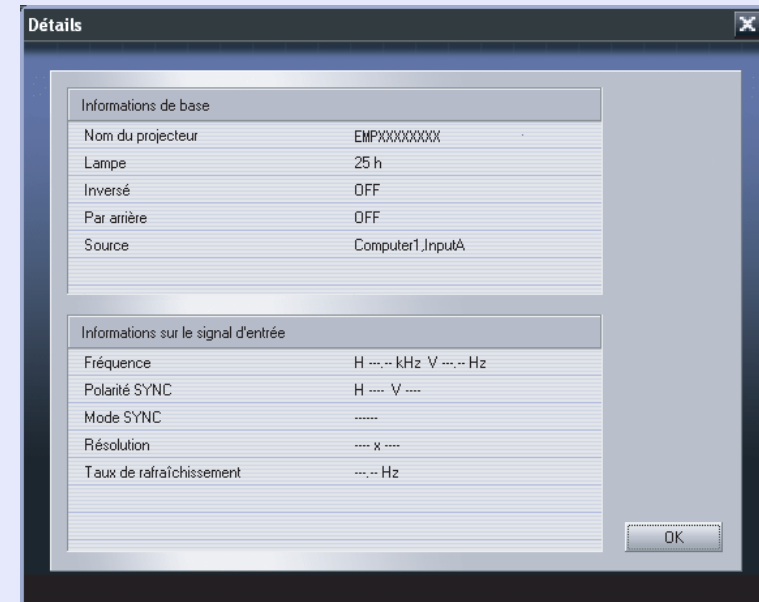 Détails
Informations de base
Nom du projecteur EMPXXXXXXXX
Lampe 25 h
Inversé OFF
Par arrière OFF
Source Computer1,InputA
Informations sur le signal d'entrée
Fréquence H ---.-- kHz V ---.-- Hz
Polarité SYNC H ---- V ----
Mode SYNC ------
Résolution ---- x ----
Taux de rafraîchissement ---.-- Hz
OK